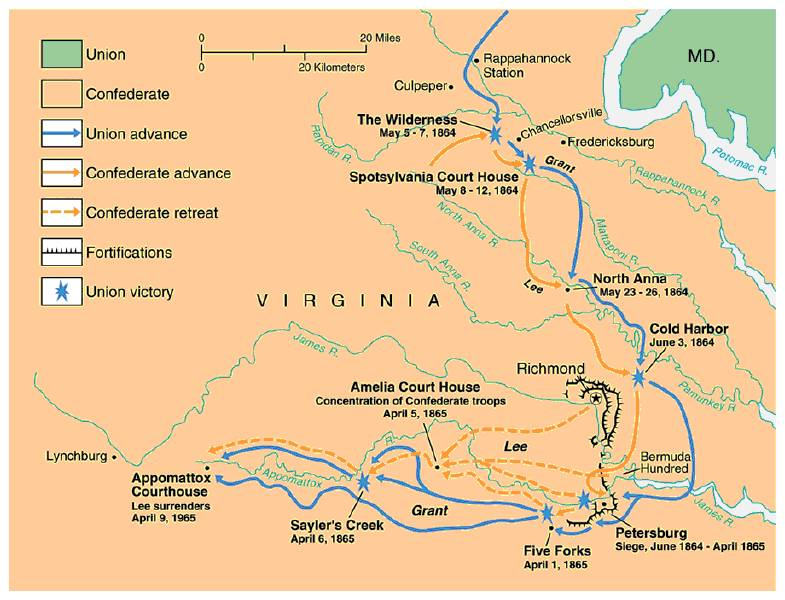 0
20 Miles
0
20 Kilometers
Union
Confederate
Union advance
Confederate advance
Confederate retreat
Fortifications
Union victory
MD.
Rappahannock
Station
Culpeper
The Wilderness
May 5 - 7, 1864
Chancellorsville
Fredericksburg
Rapidan R.
Potomac R.
Grant
Spotsylvania Court House
May 8 - 12, 1864
Rappahannock R.
North Anna R.
Mattaponi R.
South Anna R.
Lee
North Anna
May 23 - 26, 1864
VIRGINIA
Cold Harbor
June 3, 1864
James R.
Richmond
Pamunkey R.
Amelia Court House
Concentration of Confederate troops
April 5, 1865
Lee
R.
Lynchburg
Bermuda
Hundred
Appomattox
Courthouse
Lee surrenders
April 9, 1965
Appomattox
James R.
Sayler's Creek
April 6, 1865
Grant
Petersburg
Siege, June 1864 - April 1865
Five Forks
April 1, 1865